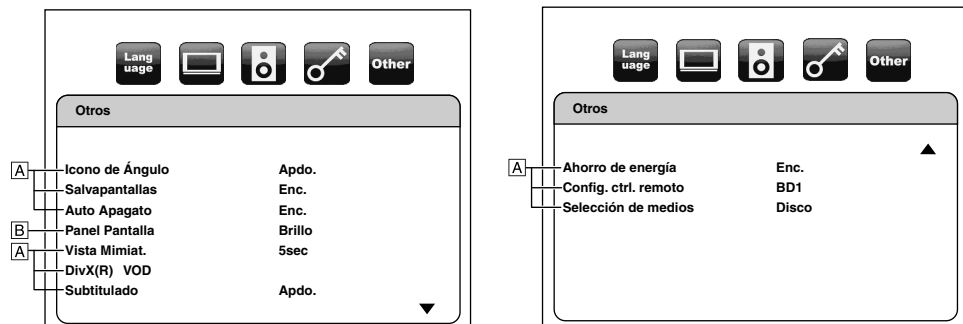 Lang
uage
Other
Otros
A Icono de Ángulo Apdo.
Salvapantallas Enc.
Auto Apagato Enc.
B Panel Pantalla Brillo
A Vista Mimiat. 5sec
DivX(R) VOD
Subtitulado Apdo.
Lang
uage
Other
Otros
A Ahorro de energía Enc.
Config. ctrl. remoto BD1
Selección de medios Disco